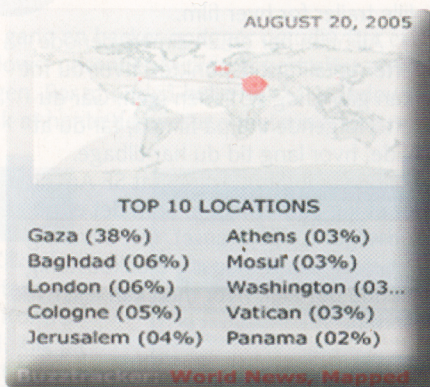 AUGUST 20, 2005
TOP 10 LOCATIONS
Gaza (38%) Athens (03%)
Baghdad (06%) Mosul (03%)
London (06%) Washington (03...
Cologne (05%) Vatican (03%)
Jerusalem (04%) Panama (02%)
Buzztracker: World News, Mapped